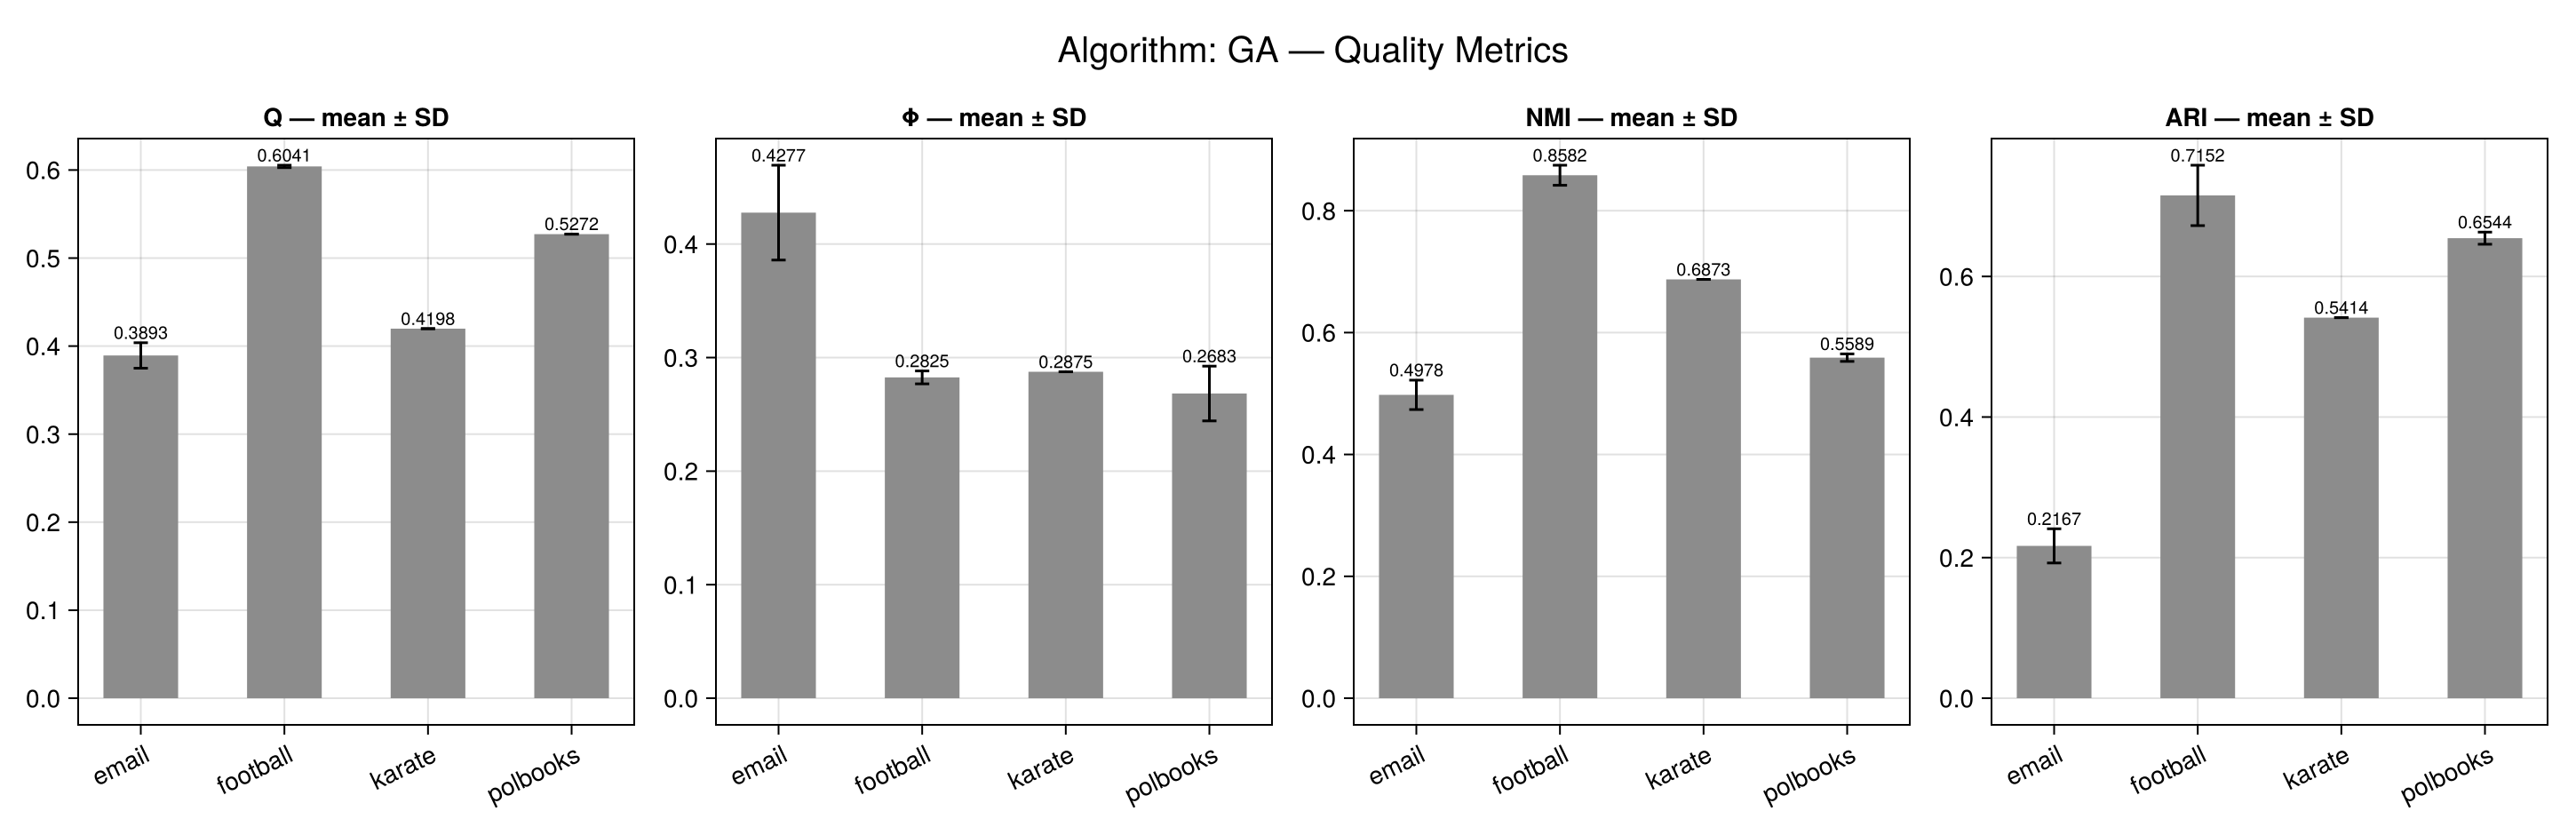 Algorithm: GA — Quality Metrics
Q — mean ± SD
0.6
0.5
0.4
0.3
0.2
0.1
0.0
0.3893
0.6041
0.4198
0.5272
email
football
karate
polbooks
Φ — mean ± SD
0.4
0.3
0.2
0.1
0.0
0.4277
0.2825
0.2875
0.2683
email
football
karate
polbooks
NMI — mean ± SD
0.8
0.6
0.4
0.2
0.0
0.4978
0.8582
0.6873
0.5589
email
football
karate
polbooks
ARI — mean ± SD
0.6
0.4
0.2
0.0
0.2167
0.7152
0.5414
0.6544
email
football
karate
polbooks